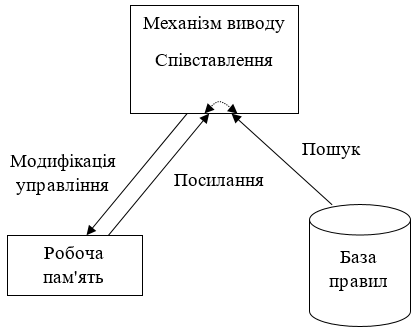 Механізм виводу
Співставлення
Модифікація
управління
Посилання
Пошук
Робоча
пам'ять
База
правил